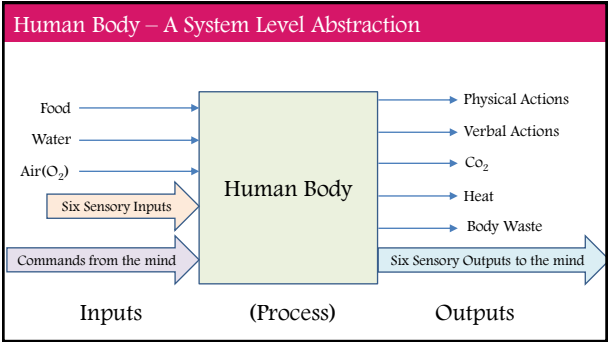 Human Body – A System Level Abstraction
Food
Water
Air(O₂)
Six Sensory Inputs
Commands from the mind
Human Body
Physical Actions
Verbal Actions
Co₂
Heat
Body Waste
Six Sensory Outputs to the mind
Inputs
(Process)
Outputs